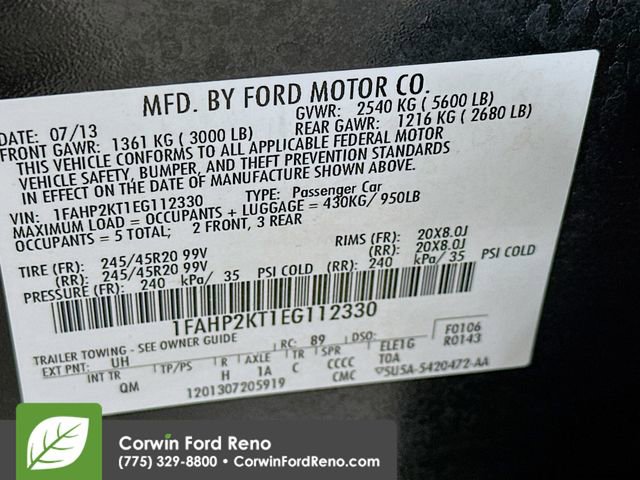 MFD. BY FORD MOTOR CO.
DATE: 07/13 GVWR: 2540 KG ( 5600 LB)
FRONT GAWR: 1361 KG ( 3000 LB) REAR GAWR: 1216 KG ( 2680 LB)
THIS VEHICLE CONFORMS TO ALL APPLICABLE FEDERAL MOTOR
VEHICLE SAFETY, BUMPER, AND THEFT PREVENTION STANDARDS
IN EFFECT ON THE DATE OF MANUFACTURE SHOWN ABOVE.
VIN: 1FAHP2KT1EG112330 TYPE: Passenger Car
MAXIMUM LOAD = OCCUPANTS + LUGGAGE = 430KG/ 950LB
OCCUPANTS = 5 TOTAL; 2 FRONT, 3 REAR
TIRE (FR): 245/45R20 99V RIMS (FR): 20X8.0J
(RR): 245/45R20 99V (RR): 20X8.0J
PRESSURE (FR): 240 kPa/ 35 PSI COLD (RR): 240 kPa/ 35 PSI COLD
1FAHP2KT1EG112330
TRAILER TOWING - SEE OWNER GUIDE RC: 89 DSO: F0106
EXT PNT: UH R0143
INT TR TP/PS R AXLE TR SPR ELE1G
QM H 1A C CCCC TOA
1201307205919 CMC SU5A-5420472-AA
Corwin Ford Reno
(775) 329-8800 • CorwinFordReno.com